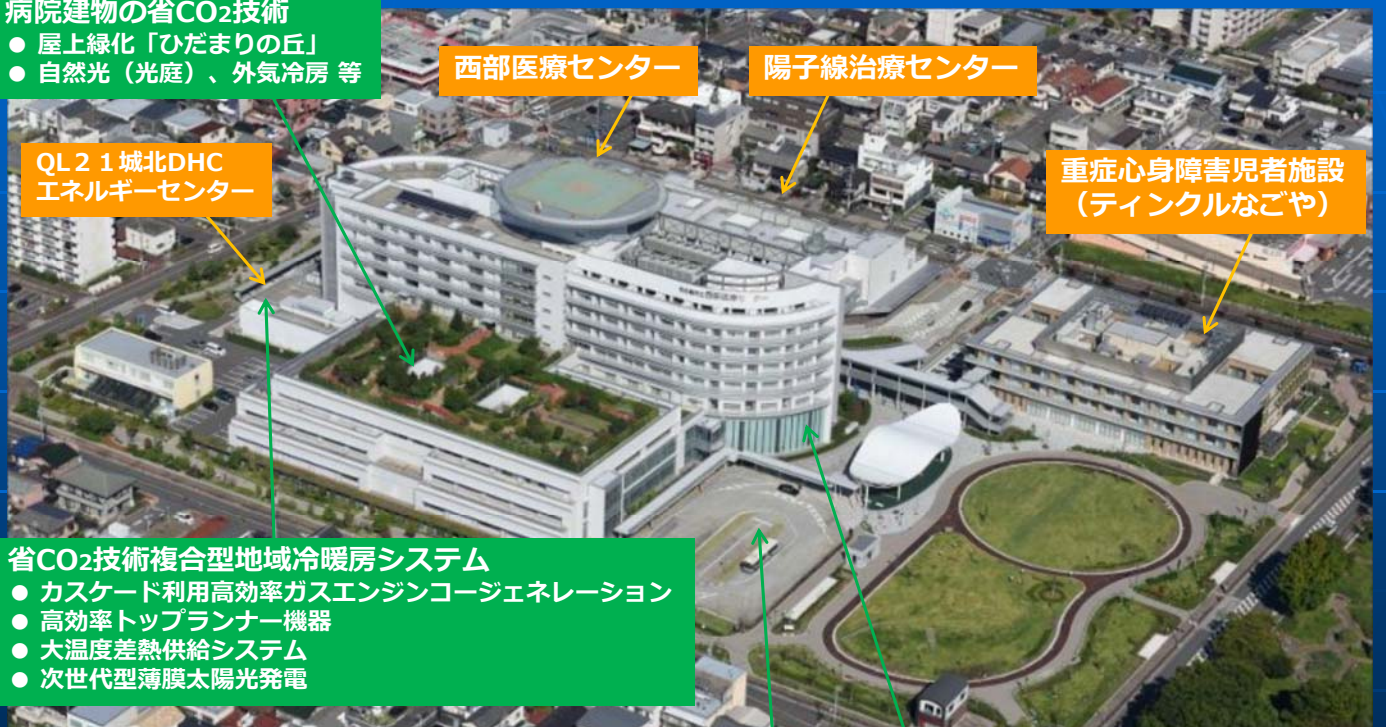 病院建物の省CO2技術
● 屋上緑化「ひだまりの丘」
● 自然光（光庭）、外気冷房 等
西部医療センター
陽子線治療センター
QL２１城北DHC
エネルギーセンター
重症心身障害児者施設
（ティンクルなごや）
省CO2技術複合型地域冷暖房システム
● カスケード利用高効率ガスエンジンコージェネレーション
● 高効率トップランナー機器
● 大温度差熱供給システム
● 次世代型薄膜太陽光発電